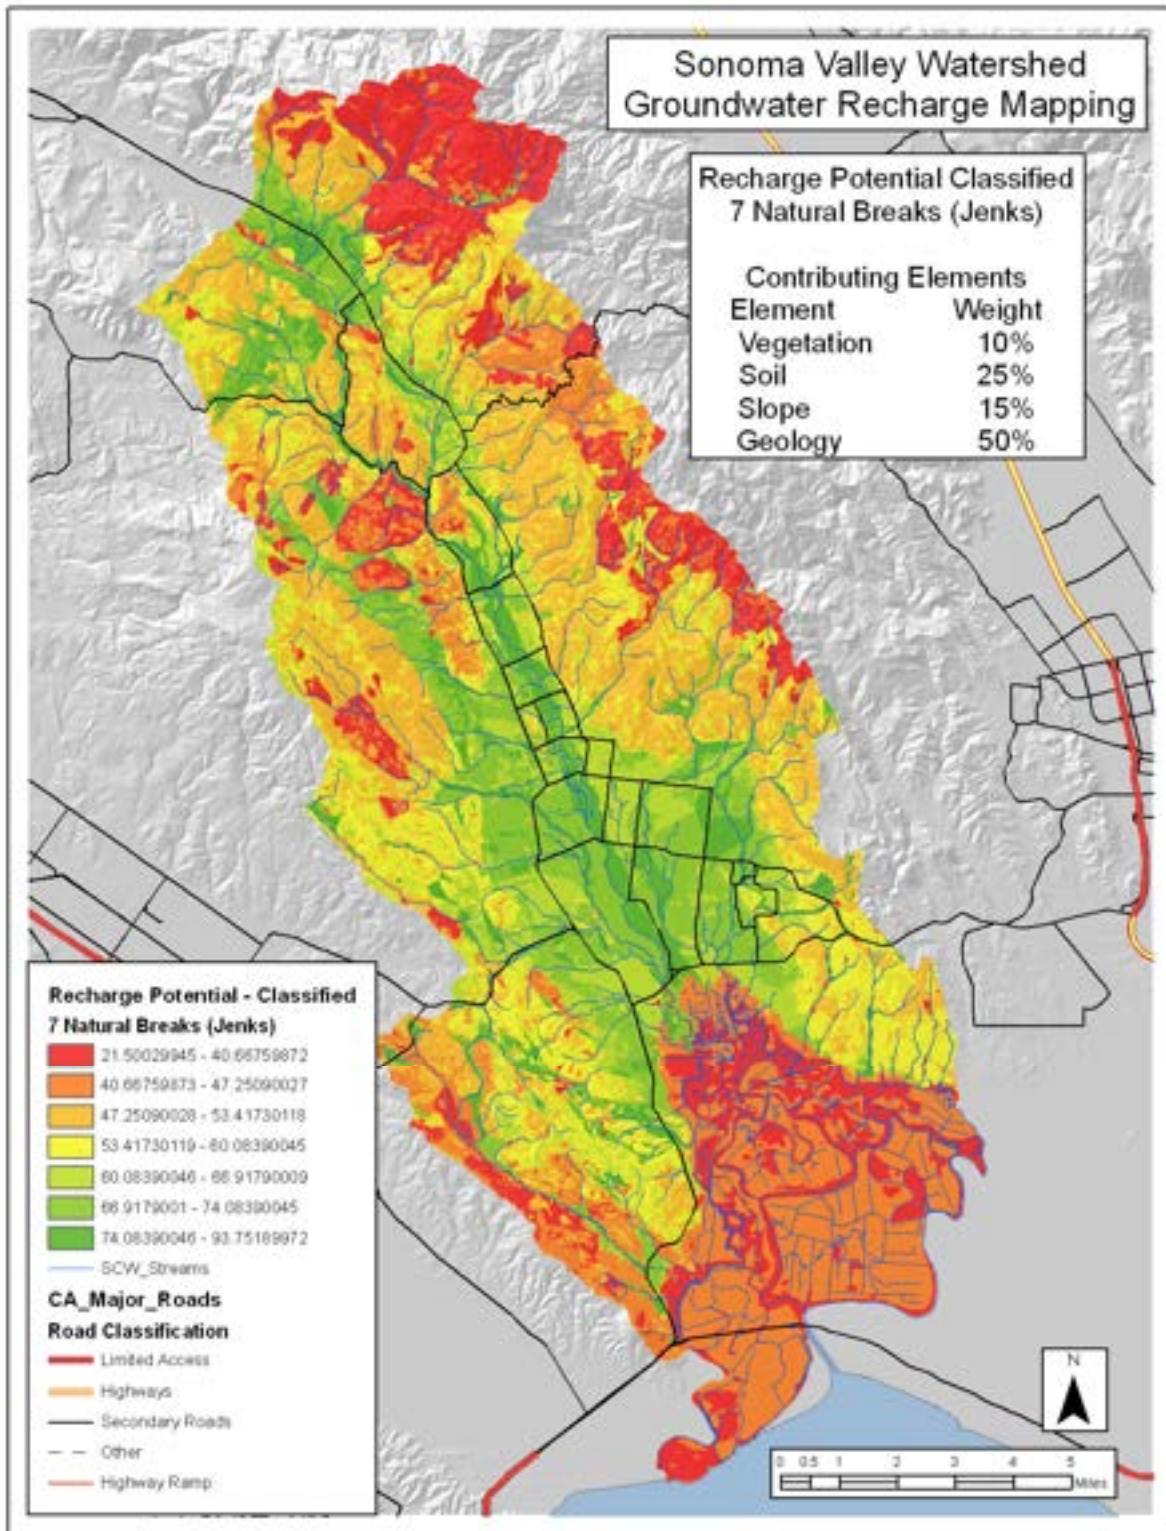 Sonoma Valley Watershed
Groundwater Recharge Mapping
Recharge Potential Classified
7 Natural Breaks (Jenks)
Contributing Elements
Element Weight
Vegetation 10%
Soil 25%
Slope 15%
Geology 50%
Recharge Potential - Classified
7 Natural Breaks (Jenks)
21.50029945 - 40.66759872
40.66759873 - 47.25090027
47.25090028 - 53.41730118
53.41730119 - 60.08390045
60.08390046 - 66.91790009
66.9179001 - 74.08390045
74.08390046 - 93.75189972
SCW_Streams
CA_Major_Roads
Road Classification
Limited Access
Highways
Secondary Roads
Other
Highway Ramp
N
0 0.5 1 2 3 4 5
Miles